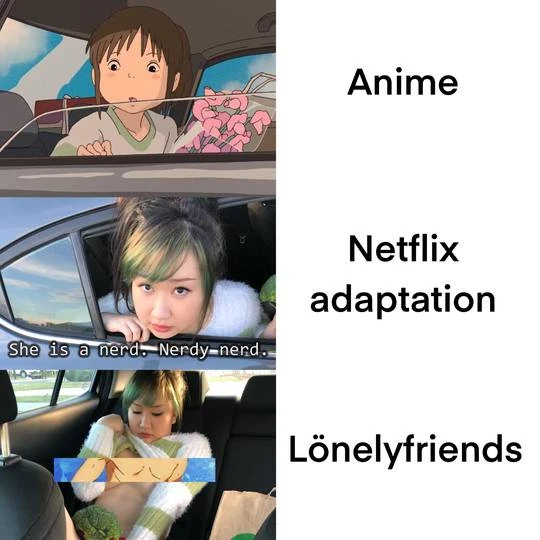 Anime
Netflix
adaptation
She is a nerd. Nerdy nerd.
Lönelyfriends